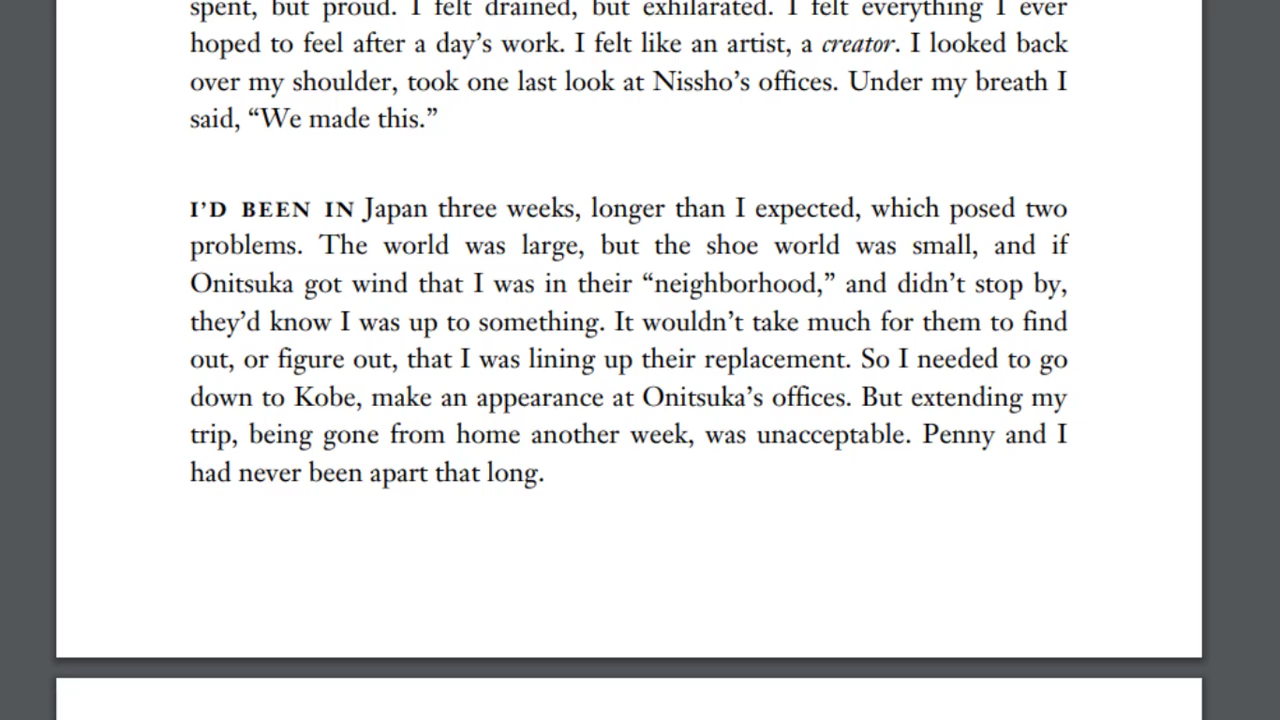 spent, but proud. I felt drained, but exhilarated. I felt everything I ever
hoped to feel after a day’s work. I felt like an artist, a creator. I looked back
over my shoulder, took one last look at Nissho’s offices. Under my breath I
said, “We made this.”
I’D BEEN IN Japan three weeks, longer than I expected, which posed two
problems. The world was large, but the shoe world was small, and if
Onitsuka got wind that I was in their “neighborhood,” and didn’t stop by,
they’d know I was up to something. It wouldn’t take much for them to find
out, or figure out, that I was lining up their replacement. So I needed to go
down to Kobe, make an appearance at Onitsuka’s offices. But extending my
trip, being gone from home another week, was unacceptable. Penny and I
had never been apart that long.